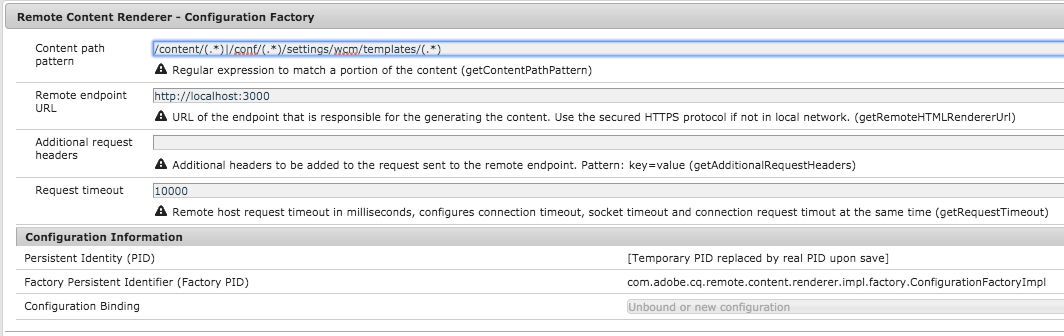 Remote Content Renderer - Configuration Factory
Content path
pattern
/content/(.*)|/conf/(.*)/settings/wcm/templates/(.*)
Regular expression to match a portion of the content (getContentPathPattern)
Remote endpoint
URL
http://localhost:3000
URL of the endpoint that is responsible for the generating the content. Use the secured HTTPS protocol if not in local network. (getRemoteHTMLRendererUrl)
Additional request
headers
Additional headers to be added to the request sent to the remote endpoint. Pattern: key=value (getAdditionalRequestHeaders)
Request timeout
10000
Remote host request timeout in milliseconds, configures connection timeout, socket timeout and connection request timout at the same time (getRequestTimeout)
Configuration Information
Persistent Identity (PID)
[Temporary PID replaced by real PID upon save]
Factory Persistent Identifier (Factory PID)
com.adobe.cq.remote.content.renderer.impl.factory.ConfigurationFactoryImpl
Configuration Binding
Unbound or new configuration